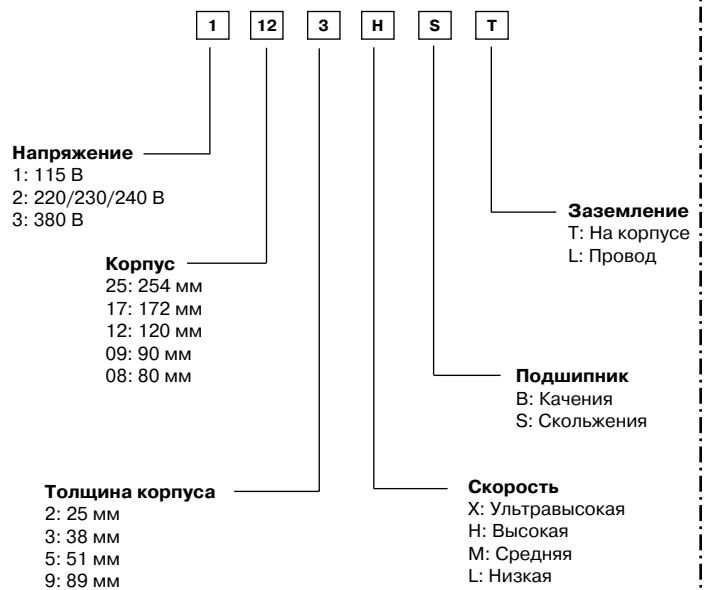 1 12 3 H S T
Напряжение
1: 115 В
2: 220/230/240 В
3: 380 В
Заземление
T: На корпусе
L: Провод
Корпус
25: 254 мм
17: 172 мм
12: 120 мм
09: 90 мм
08: 80 мм
Подшипник
B: Качения
S: Скольжения
Толщина корпуса
2: 25 мм
3: 38 мм
5: 51 мм
9: 89 мм
Скорость
X: Ультравысокая
H: Высокая
M: Средняя
L: Низкая